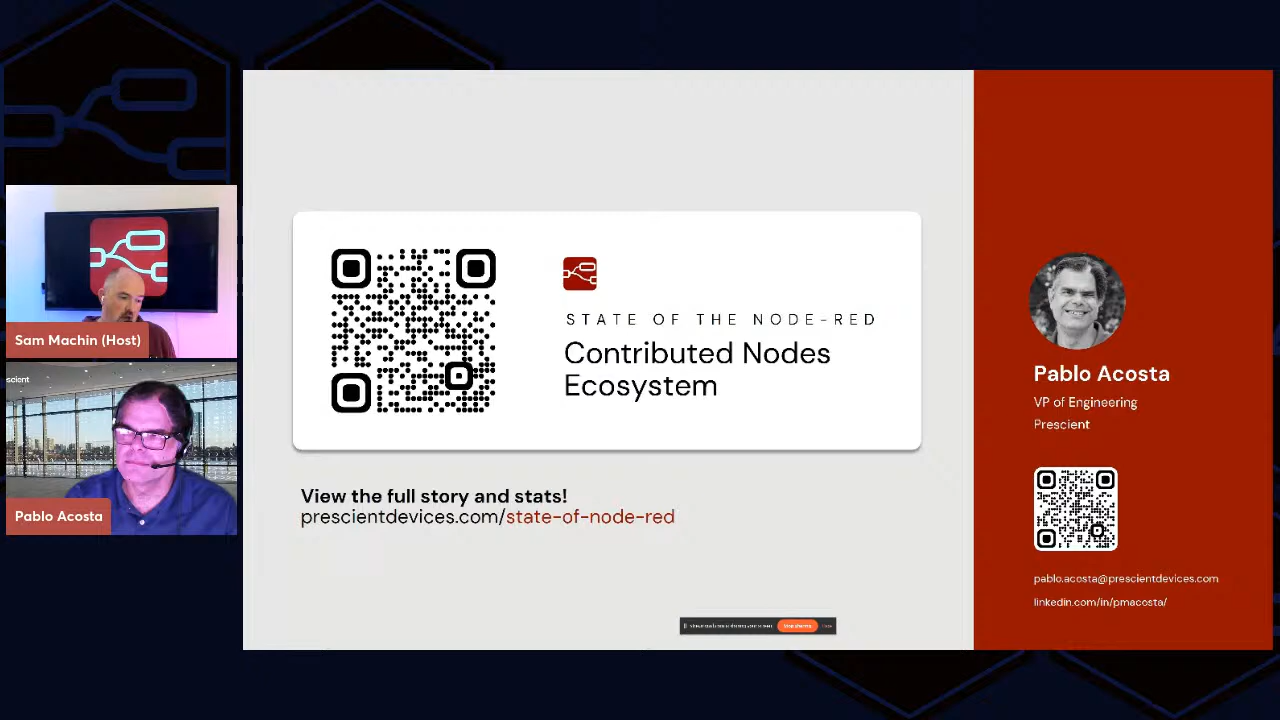 Sam Machin (Host)
scient
Pablo Acosta
STATE OF THE NODE-RED
Contributed Nodes
Ecosystem
View the full story and stats!
prescientdevices.com/state-of-node-red
Pablo Acosta
VP of Engineering
Prescient
pablo.acosta@prescientdevices.com
linkedin.com/in/pmacosta/